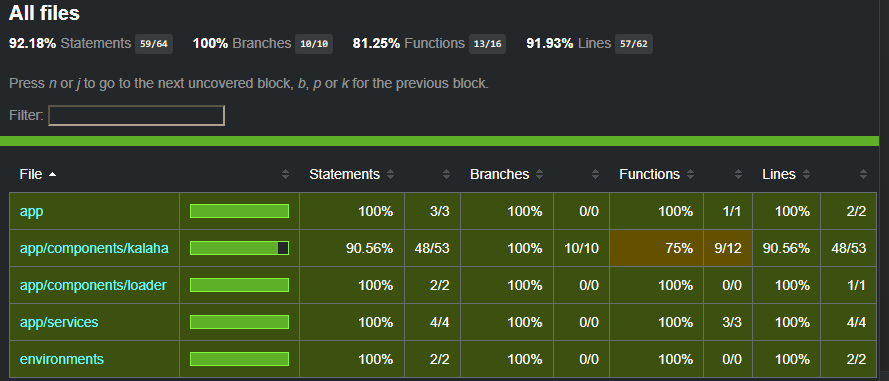 All files
92.18% Statements 59/64 100% Branches 10/10 81.25% Functions 13/16 91.93% Lines 57/62
Press n or j to go to the next uncovered block, b, p or k for the previous block.
Filter:
File Statements Branches Functions Lines
app 100% 3/3 100% 0/0 100% 1/1 100% 2/2
app/components/kalaha 90.56% 48/53 100% 10/10 75% 9/12 90.56% 48/53
app/components/loader 100% 2/2 100% 0/0 100% 0/0 100% 1/1
app/services 100% 4/4 100% 0/0 100% 3/3 100% 4/4
environments 100% 2/2 100% 0/0 100% 0/0 100% 2/2